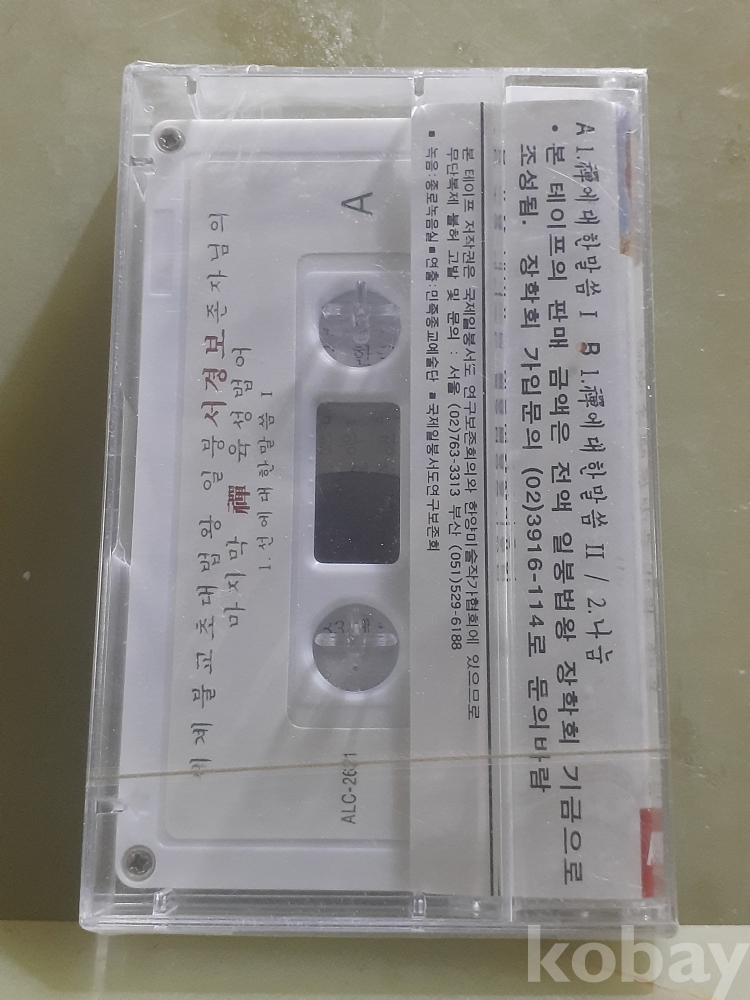 A 1. 禪에대한말씀 I B 1. 禪에대한말씀 II / 2. 나눔
• 본 테이프의 판매 금액은 전액 일붕법왕 장학회 기금으로
조성됨. 장학회 가입문의 (02)3916-114로 문의바람
본 테이프 저작권은 국제일붕서도 연구보존회의와 한양미술작가협회에 있으므로
무단복제 불허 고발 및 문의 : 서울 (02)763-3313 부산 (051)529-6188
■ 녹음:종로녹음실 ■ 연출:민족종교예술단 ■ 국제일붕서도연구보존회
A
세계불교초대법왕 일붕 서경보 존자님의
마지막 禪 육성법어
1. 선에대한말씀 I
ALC-2621
kobay